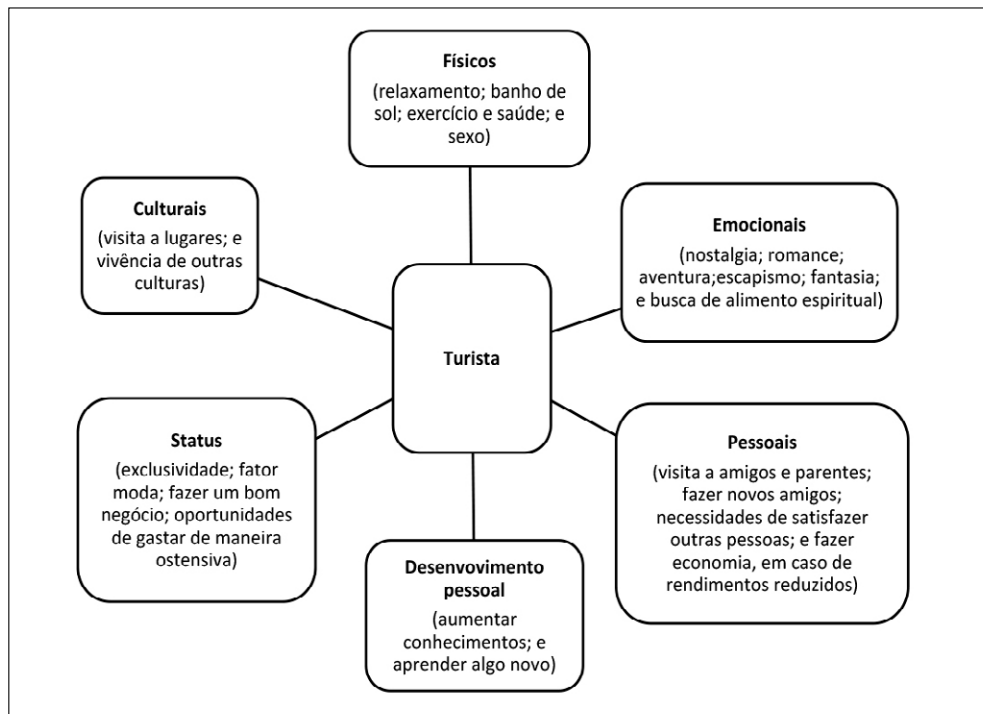 Físicos
(relaxamento; banho de
sol; exercício e saúde; e
sexo)
Culturais
(visita a lugares; e
vivência de outras
culturas)
Emocionais
(nostalgia; romance;
aventura;escapismo; fantasia;
e busca de alimento espiritual)
Turista
Status
(exclusividade; fator
moda; fazer um bom
negócio; oportunidades
de gastar de maneira
ostensiva)
Pessoais
(visita a amigos e parentes;
fazer novos amigos;
necessidades de satisfazer
outras pessoas; e fazer
economia, em caso de
rendimentos reduzidos)
Desenvovimento
pessoal
(aumentar
conhecimentos; e
aprender algo novo)